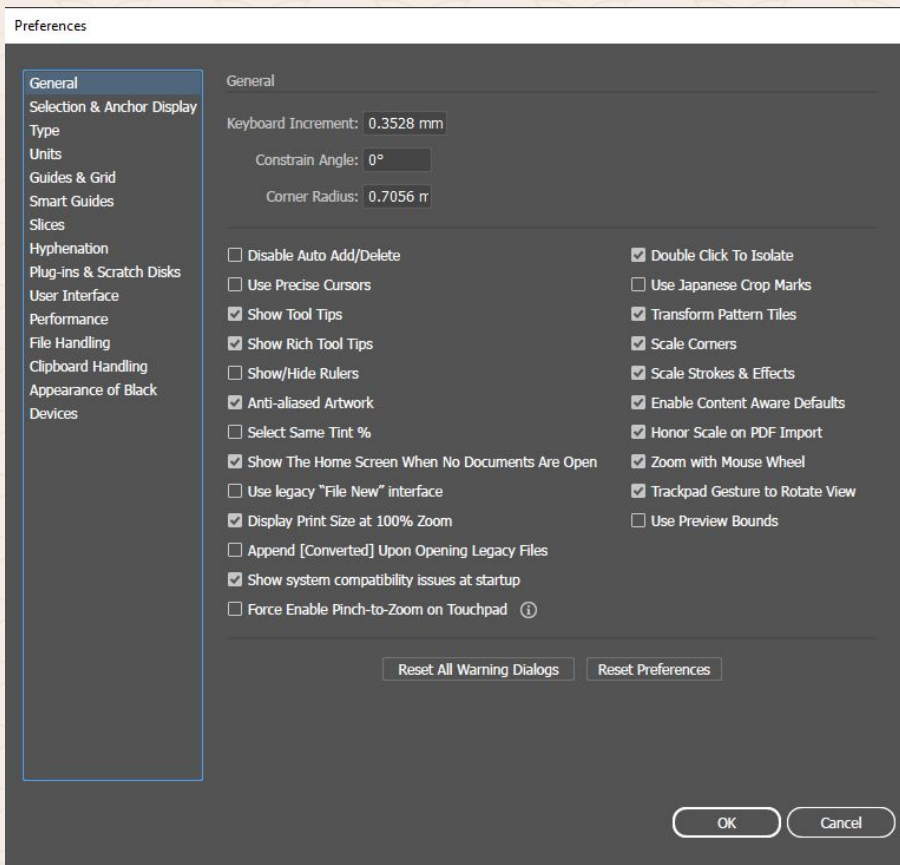 Preferences
General
Selection & Anchor Display
Type
Units
Guides & Grid
Smart Guides
Slices
Hyphenation
Plug-ins & Scratch Disks
User Interface
Performance
File Handling
Clipboard Handling
Appearance of Black
Devices
General
Keyboard Increment: 0.3528 mm
Constrain Angle: 0°
Corner Radius: 0.7056 m
Disable Auto Add/Delete
Use Precise Cursors
Show Tool Tips
Show Rich Tool Tips
Show/Hide Rulers
Anti-aliased Artwork
Select Same Tint %
Show The Home Screen When No Documents Are Open
Use legacy "File New" interface
Display Print Size at 100% Zoom
Append [Converted] Upon Opening Legacy Files
Show system compatibility issues at startup
Force Enable Pinch-to-Zoom on Touchpad
Double Click To Isolate
Use Japanese Crop Marks
Transform Pattern Tiles
Scale Corners
Scale Strokes & Effects
Enable Content Aware Defaults
Honor Scale on PDF Import
Zoom with Mouse Wheel
Trackpad Gesture to Rotate View
Use Preview Bounds
Reset All Warning Dialogs
Reset Preferences
OK
Cancel